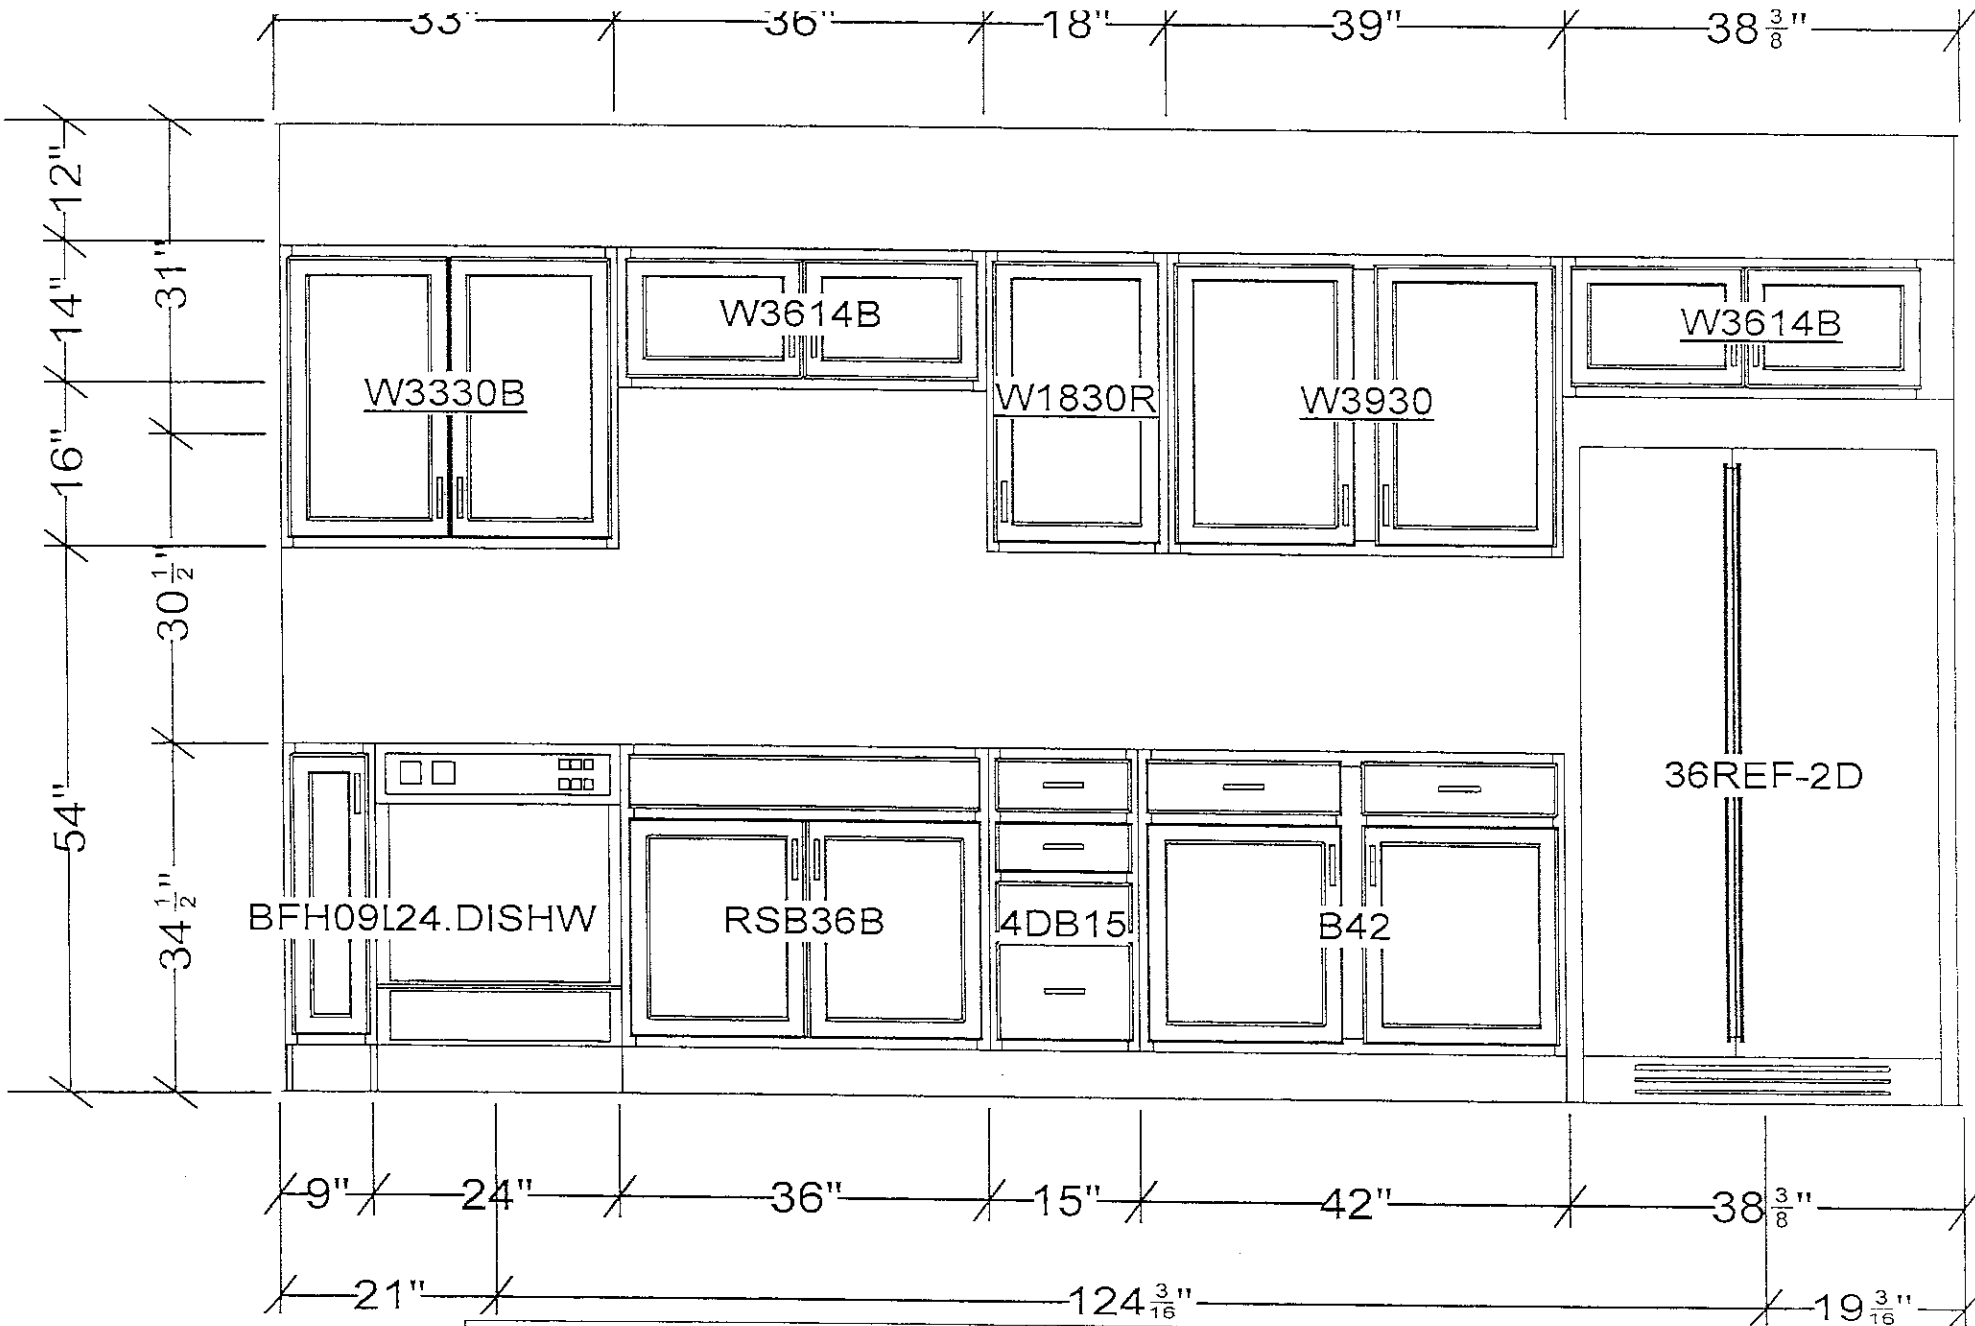 33" 36" 18" 39" 38 3/8"
12"
14"
31"
16"
30 1/2"
54"
34 1/2"
W3614B
W3614B
W3330B W1830R W3930
36REF-2D
BFH09L 24.DISHW RSB36B 4DB15 B42
9" 24" 36" 15" 42" 38 3/8"
21" 124 3/16" 19 3/16"